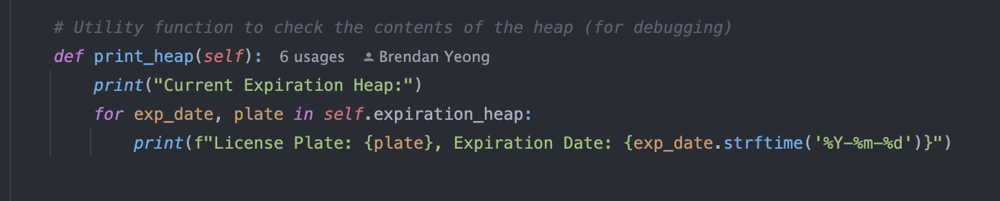 # Utility function to check the contents of the heap (for debugging)
def print_heap(self): 6 usages Brendan Yeong
print("Current Expiration Heap:")
for exp_date, plate in self.expiration_heap:
print(f"License Plate: {plate}, Expiration Date: {exp_date.strftime('%Y-%m-%d')}")